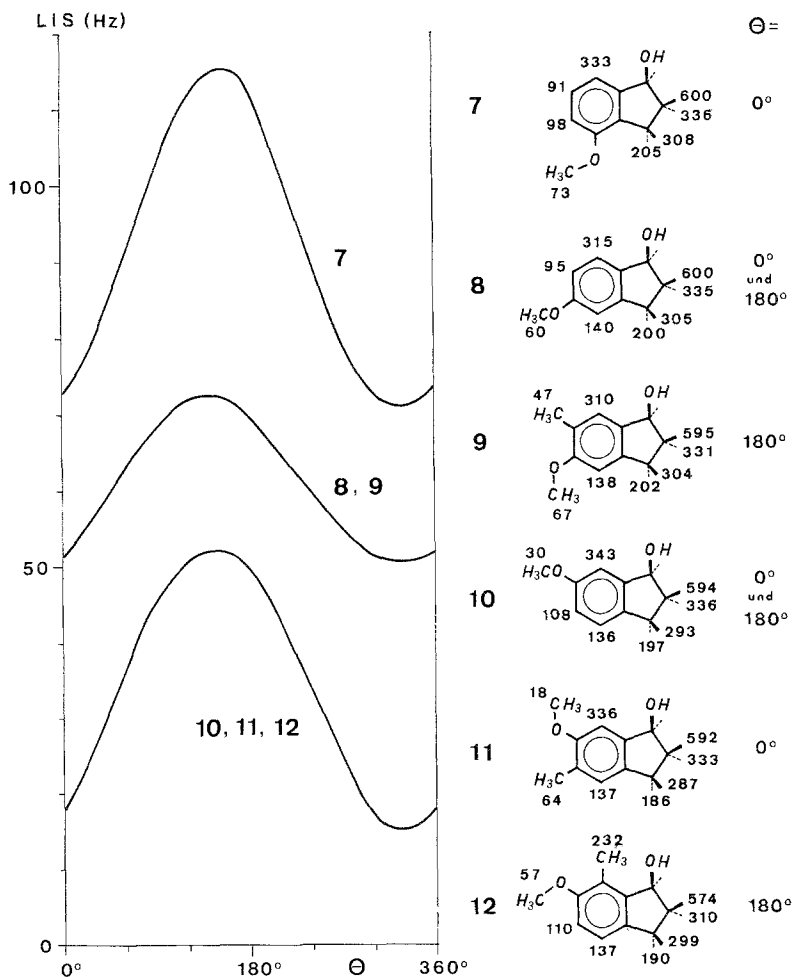 LIS (Hz)
Θ=
100
50
0
0°
180°
Θ
360°
7
8, 9
10, 11, 12
7
OH
333
91
98
600
336
308
205
O
H₃C
73
0°
8
OH
315
95
600
335
305
200
H₃CO
60
140
0°
und
180°
9
OH
47
H₃C
310
595
331
304
202
138
O
CH₃
67
180°
10
OH
30
H₃CO
343
594
336
293
197
108
136
0°
und
180°
11
OH
18
CH₃
O
336
592
333
287
186
H₃C
64
137
0°
12
232
CH₃
OH
57
O
H₃C
574
310
299
190
110
137
180°